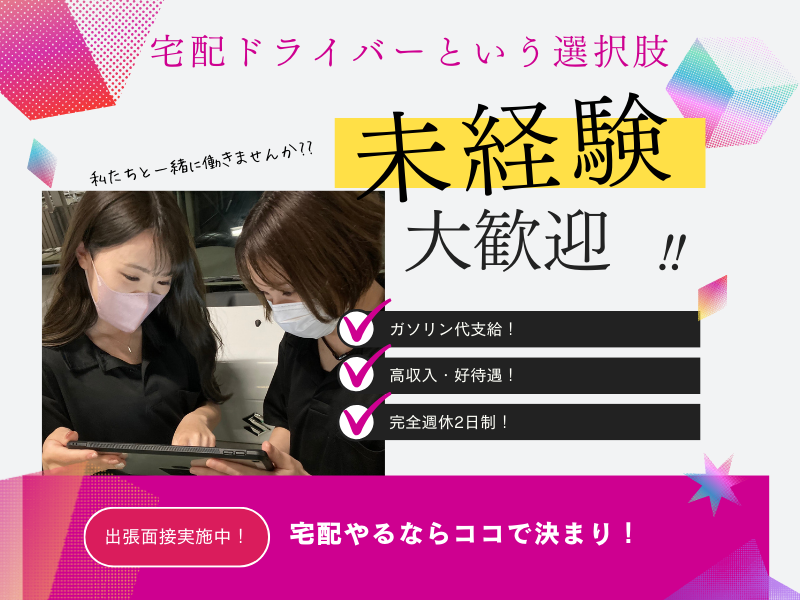 宅配ドライバーという選択肢
私たちと一緒に働きませんか??
未経験
大歓迎 !!
ガソリン代支給！
高収入・好待遇！
完全週休2日制！
出張面接実施中！
宅配やるならココで決まり！